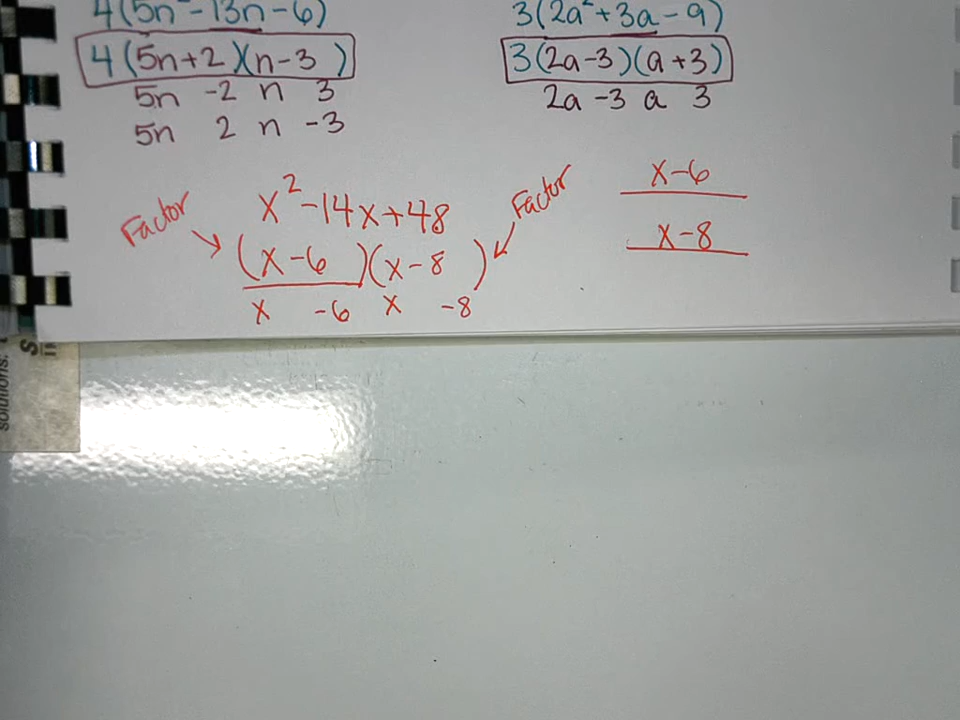 4(5n²-13n-6)
4(5n+2)(n-3)
5n -2 n 3
5n 2 n -3
3(2a²+3a-9)
3(2a-3)(a+3)
2a -3 a 3
x²-14x+48
Factor
(x-6)(x-8)
Factor
x -6 x -8
x-6
x-8
solutions: